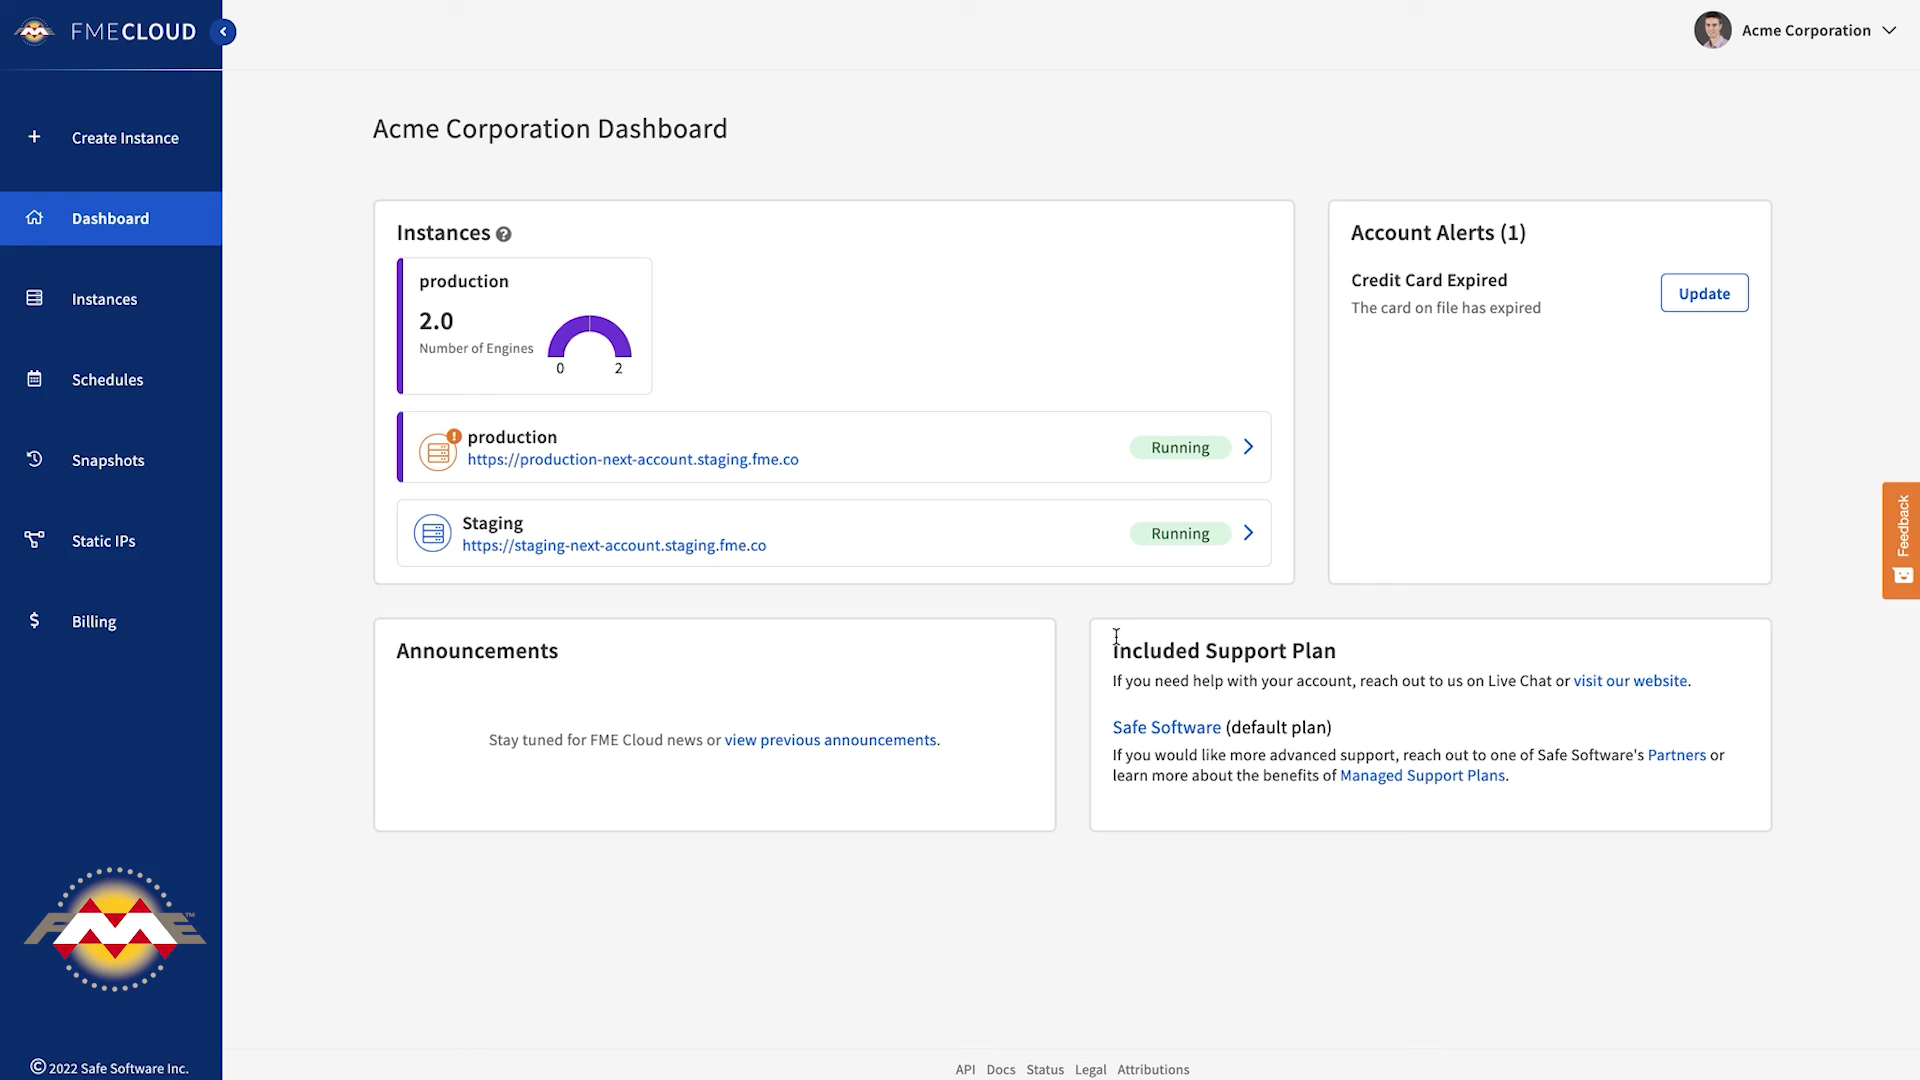 FMECLOUD
Acme Corporation
Create Instance
Dashboard
Instances
Schedules
Snapshots
Static IPs
Billing
FME™
© 2022 Safe Software Inc.
Acme Corporation Dashboard
Instances ?
production
2.0
Number of Engines
0 2
production
https://production-next-account.staging.fme.co
Running
Staging
https://staging-next-account.staging.fme.co
Running
Account Alerts (1)
Credit Card Expired
The card on file has expired
Update
Feedback
Announcements
Stay tuned for FME Cloud news or view previous announcements.
Included Support Plan
If you need help with your account, reach out to us on Live Chat or visit our website.
Safe Software (default plan)
If you would like more advanced support, reach out to one of Safe Software's Partners or
learn more about the benefits of Managed Support Plans.
API Docs Status Legal Attributions